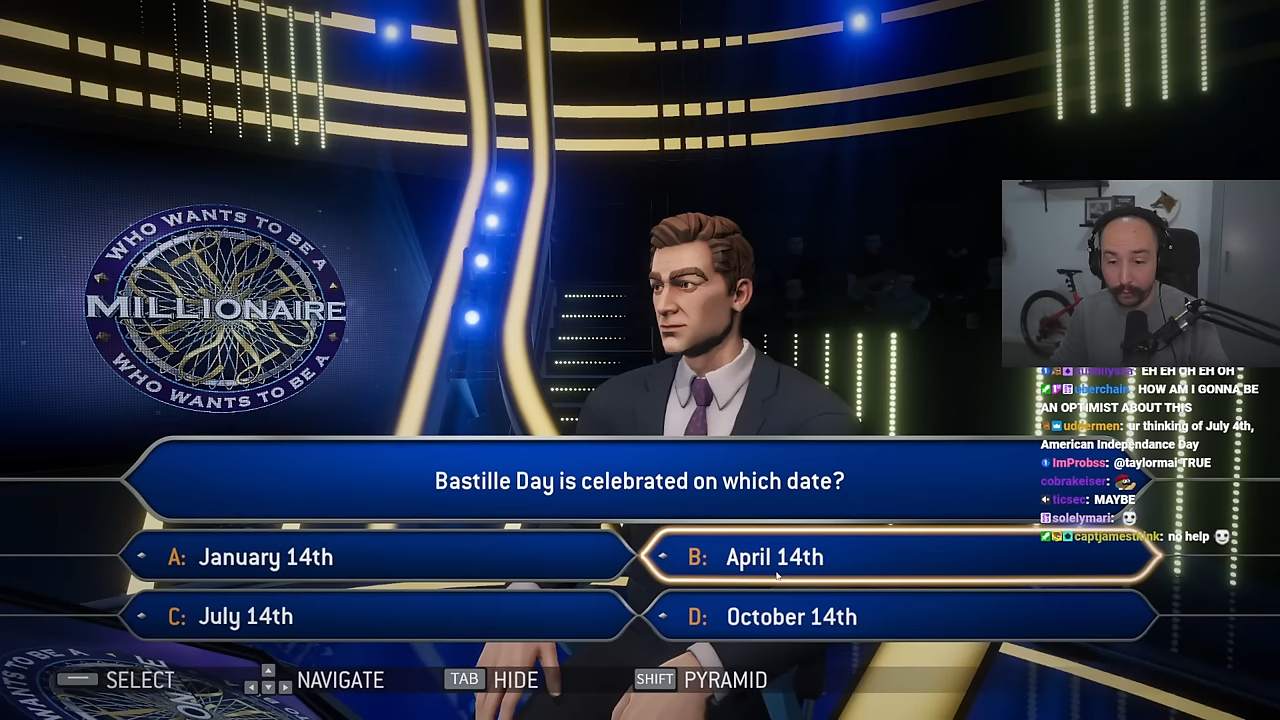 WHO WANTS TO BE A
MILLIONAIRE
WHO WANTS TO BE A
EH EH OH EH OH
uberchain: HOW AM I GONNA BE
AN OPTIMIST ABOUT THIS
uddermen: ur thinking of July 4th,
American Independance Day
ImProbss: @taylormai TRUE
cobrakeiser:
ticsec: MAYBE
solelymari:
no help
Bastille Day is celebrated on which date?
A: January 14th
B: April 14th
C: July 14th
D: October 14th
SELECT
NAVIGATE
TAB HIDE
SHIFT PYRAMID